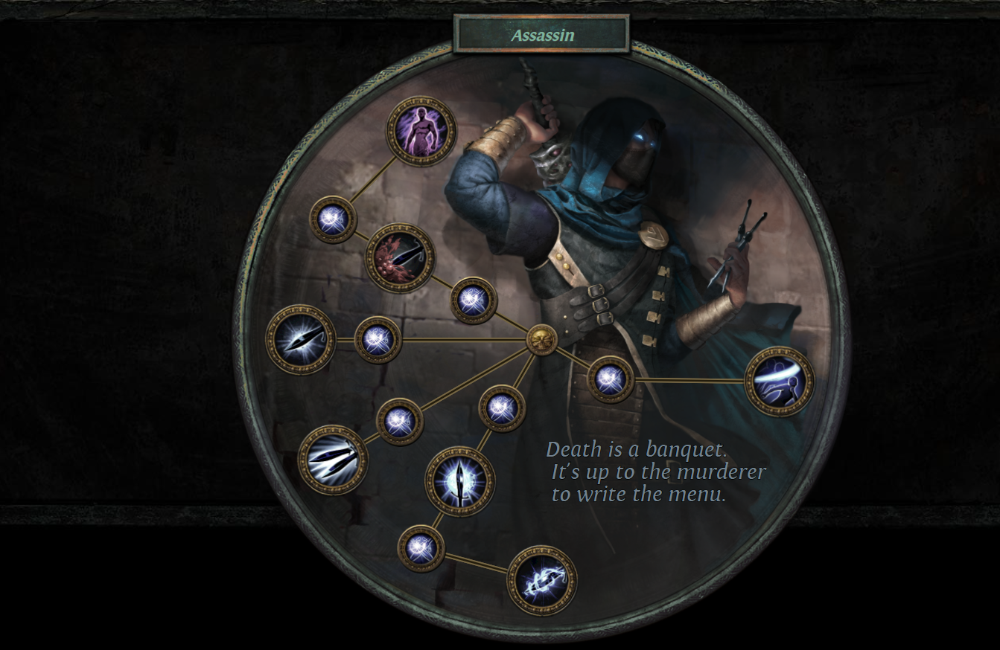 Assassin
Death is a banquet.
It's up to the murderer
to write the menu.